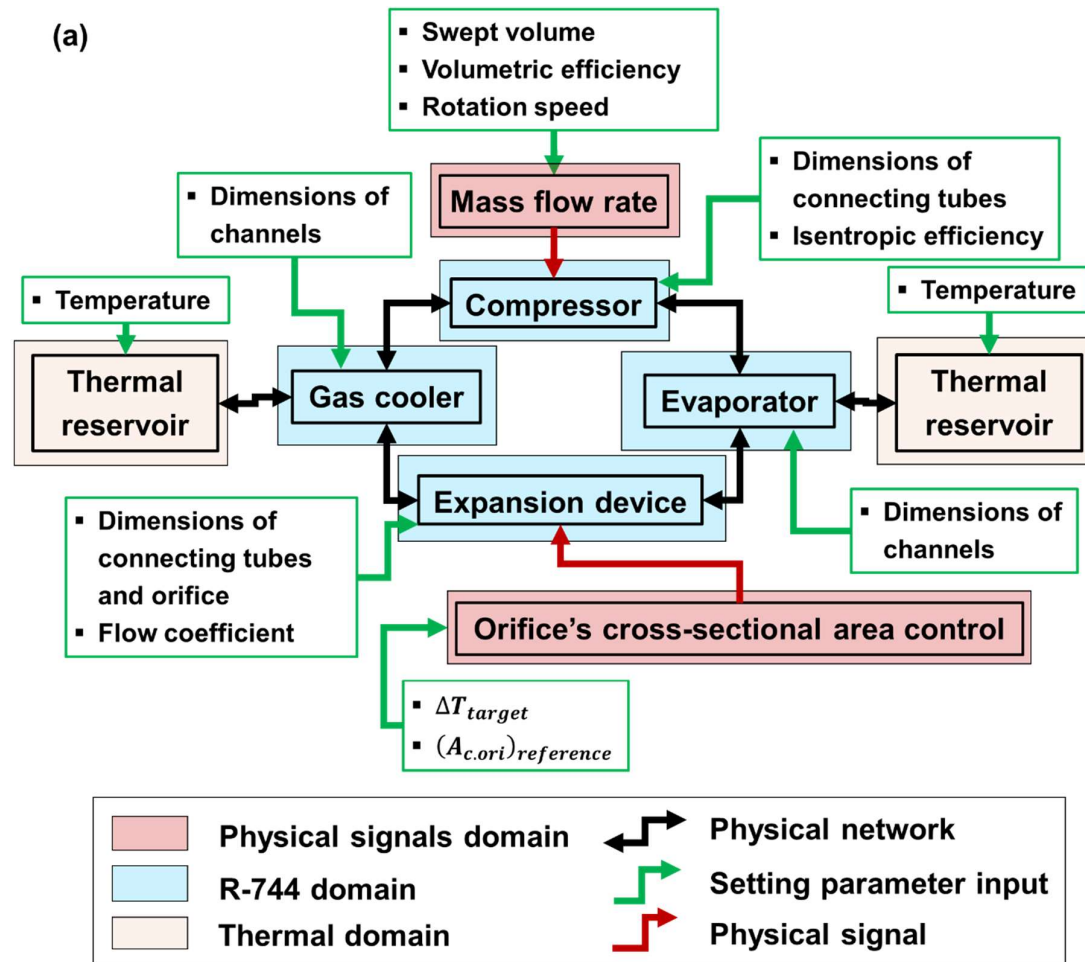 (a)
▪ Swept volume
▪ Volumetric efficiency
▪ Rotation speed
▪ Dimensions of
connecting tubes
▪ Isentropic efficiency
▪ Dimensions of
channels
Mass flow rate
▪ Temperature
Compressor
▪ Temperature
Thermal
reservoir
Gas cooler
Evaporator
Thermal
reservoir
Expansion device
▪ Dimensions of
connecting tubes
and orifice
▪ Flow coefficient
▪ Dimensions of
channels
Orifice's cross-sectional area control
▪ ΔT_target
▪ (A_c.ori)_reference
Physical signals domain
Physical network
R-744 domain
Setting parameter input
Thermal domain
Physical signal